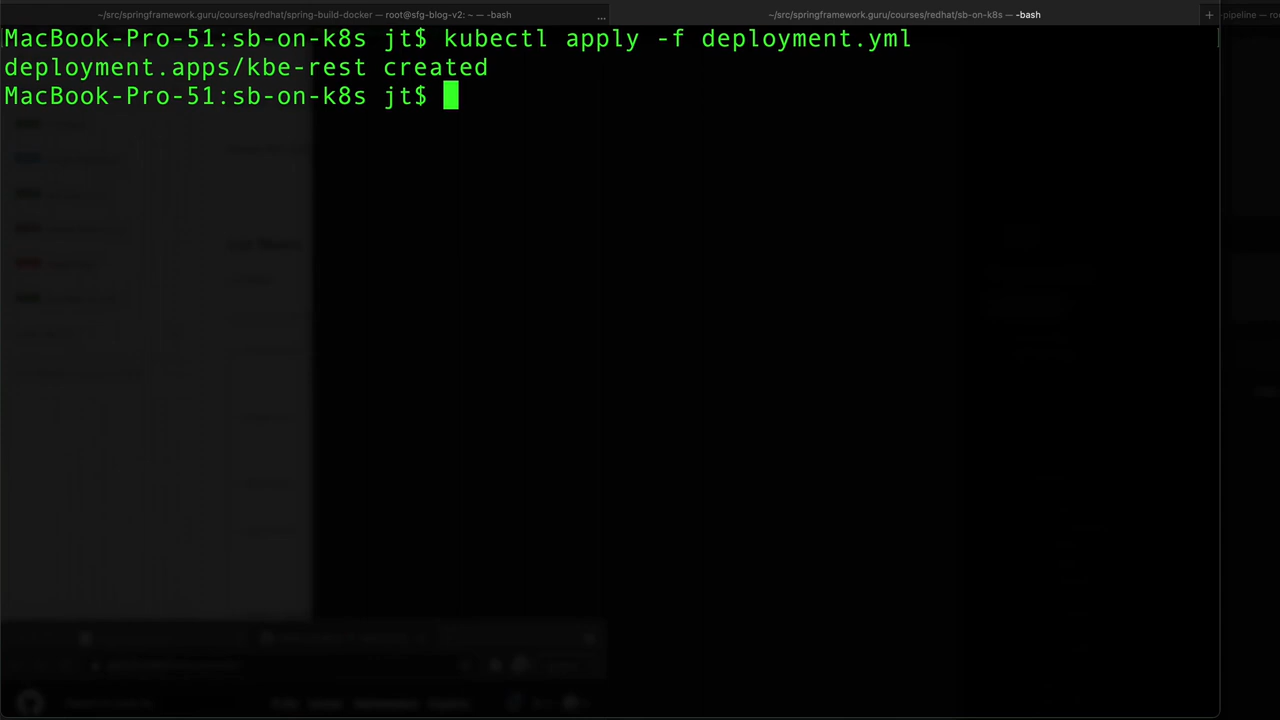 ~/src/springframework.guru/courses/redhat/spring-build-docker — root@sfg-blog-v2: ~ — -bash
...
~/src/springframework.guru/courses/redhat/sb-on-k8s — -bash
+
MacBook-Pro-51:sb-on-k8s jt$ kubectl apply -f deployment.yml
deployment.apps/kbe-rest created
MacBook-Pro-51:sb-on-k8s jt$